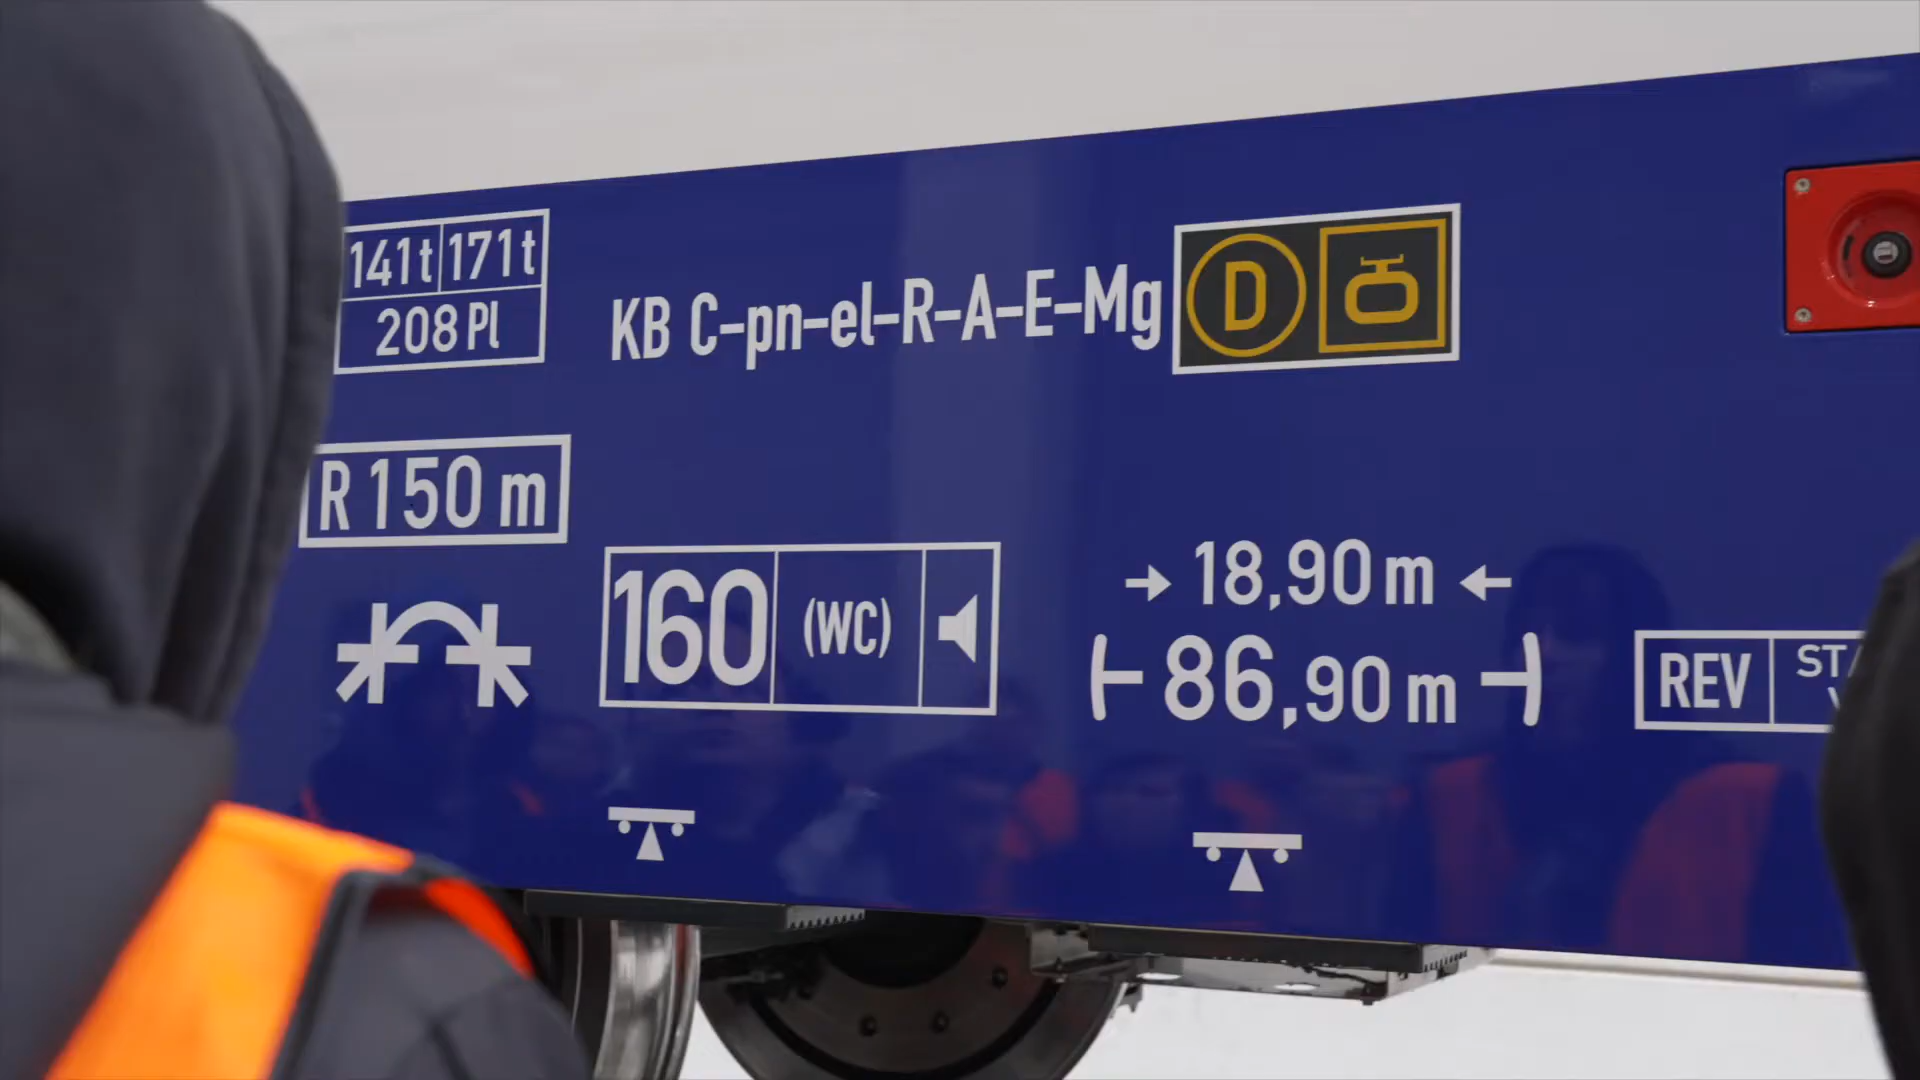 141t 171t
208 Pl
KB C-pn-el-R-A-E-Mg
D
R 150 m
160 (WC)
18,90 m
86,90 m
REV